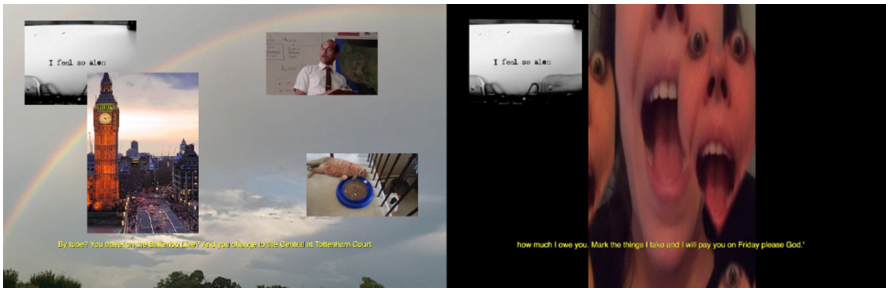 I feel so alon
By tube? You travel on the Bakerloo Line? And you change to the Central at Tottenham Court
I feel so alon
how much I owe you. Mark the things I take and I will pay you on Friday please God.'